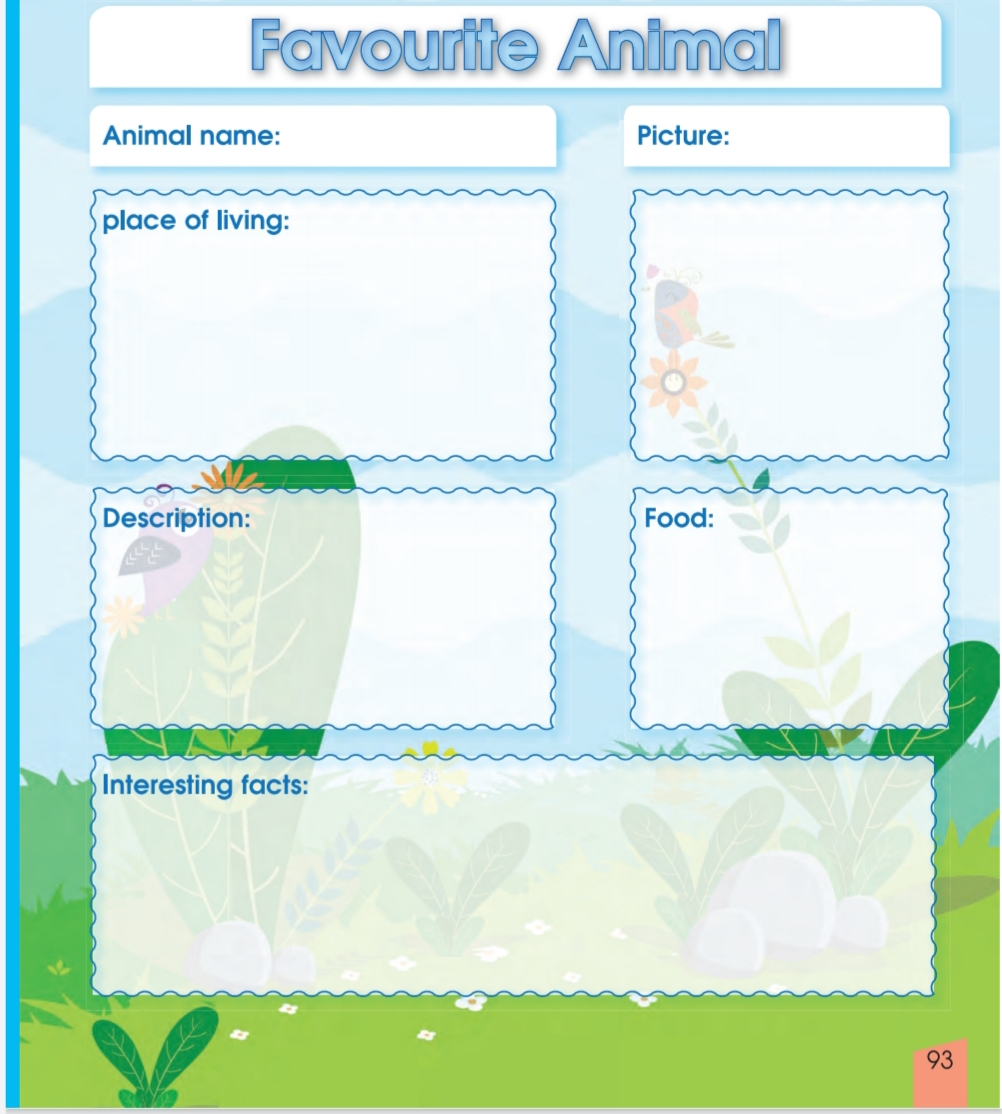 Favourite Animal
Animal name:
Picture:
place of living:
Description:
Food:
Interesting facts:
93